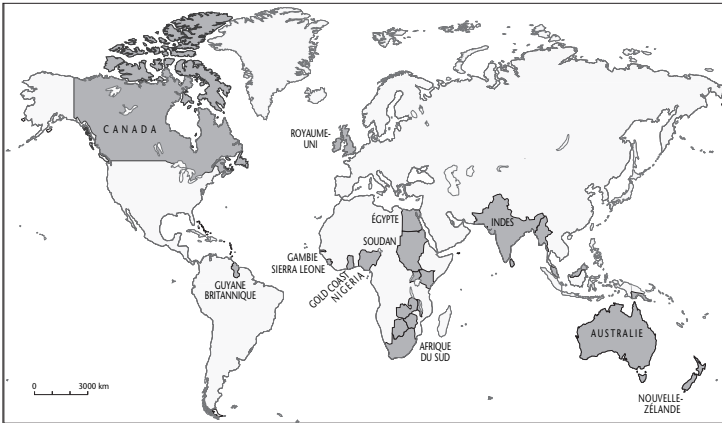 CANADA
ROYAUME-
UNI
ÉGYPTE
SOUDAN
INDES
GAMBIE
SIERRA LEONE
GOLD COAST
NIGERIA
GUYANE
BRITANNIQUE
AFRIQUE
DU SUD
AUSTRALIE
NOUVELLE-
ZÉLANDE
0 3000 km